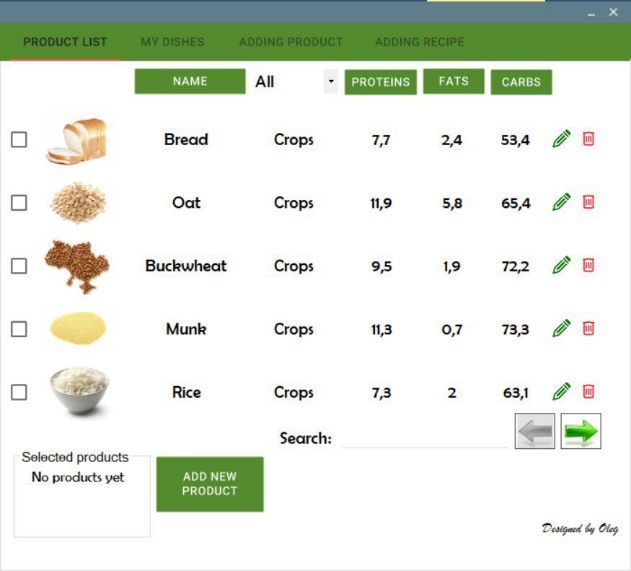 PRODUCT LIST MY DISHES ADDING PRODUCT ADDING RECIPE
NAME All PROTEINS FATS CARBS
Bread Crops 7,7 2,4 53,4
Oat Crops 11,9 5,8 65,4
Buckwheat Crops 9,5 1,9 72,2
Munk Crops 11,3 0,7 73,3
Rice Crops 7,3 2 63,1
Search:
Selected products
No products yet
ADD NEW
PRODUCT
Designed by Oleg